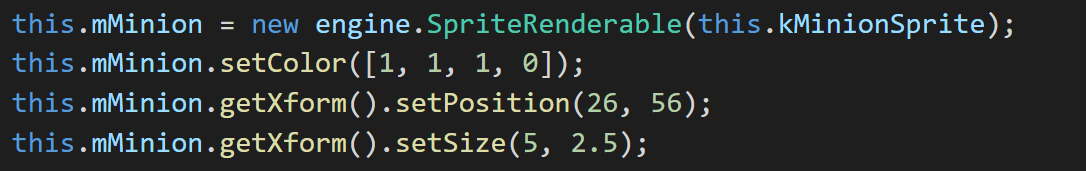 this.mMinion = new engine.SpriteRenderable(this.kMinionSprite);
this.mMinion.setColor([1, 1, 1, 0]);
this.mMinion.getXform().setPosition(26, 56);
this.mMinion.getXform().setSize(5, 2.5);